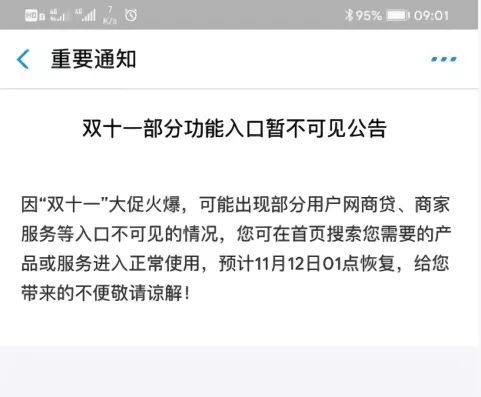 HD 4G 4G 7 K/s 95% 09:01
重要通知
双十一部分功能入口暂不可见公告
因“双十一”大促火爆，可能出现部分用户网商贷、商家
服务等入口不可见的情况，您可在首页搜索您需要的产
品或服务进入正常使用，预计11月12日01点恢复，给您
带来的不便敬请谅解！